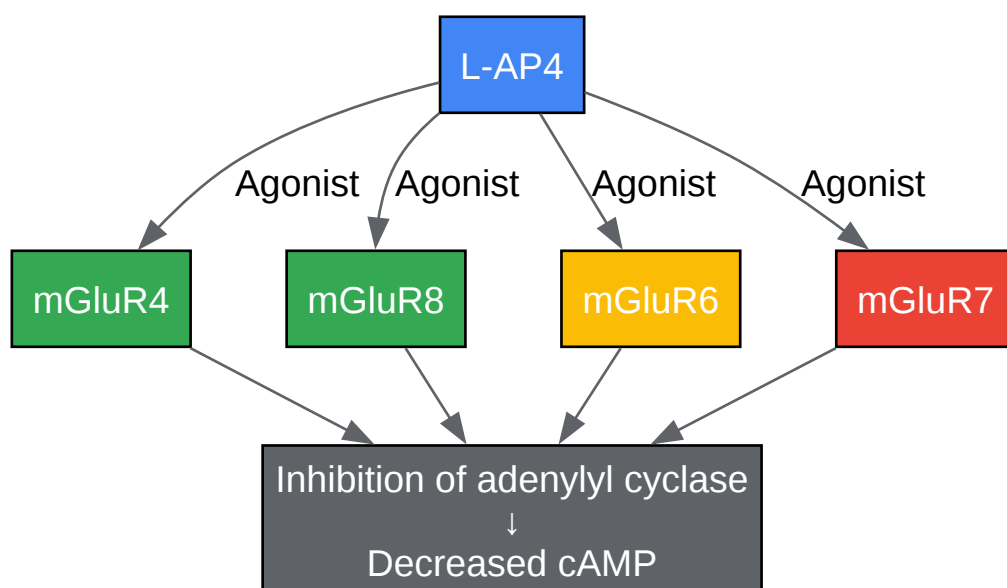 L-AP4
Agonist Agonist Agonist Agonist
mGluR4 mGluR8 mGluR6 mGluR7
Inhibition of adenylyl cyclase
↓
Decreased cAMP